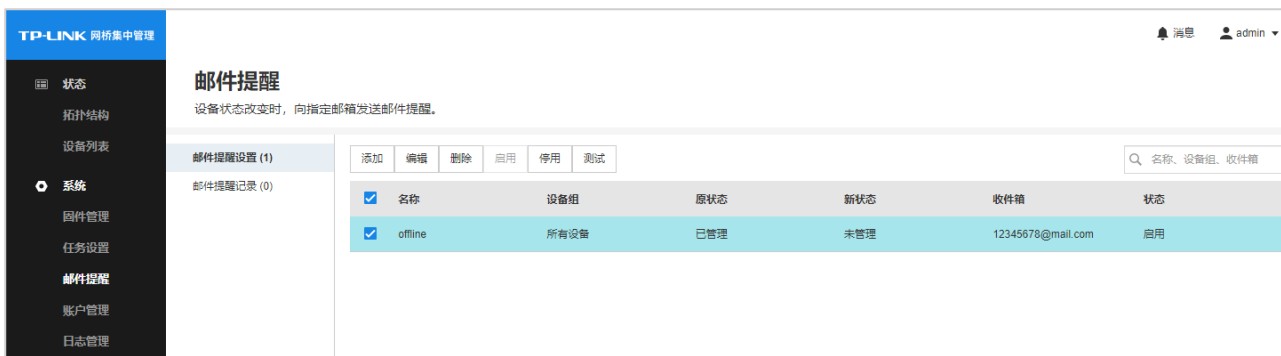 TP-LINK 网桥集中管理
消息 admin
状态
拓扑结构
设备列表
系统
固件管理
任务设置
邮件提醒
账户管理
日志管理
邮件提醒
设备状态改变时，向指定邮箱发送邮件提醒。
邮件提醒设置 (1)
邮件提醒记录 (0)
添加 编辑 删除 启用 停用 测试
名称、设备组、收件箱
名称 设备组 原状态 新状态 收件箱 状态
offline 所有设备 已管理 未管理 12345678@mail.com 启用